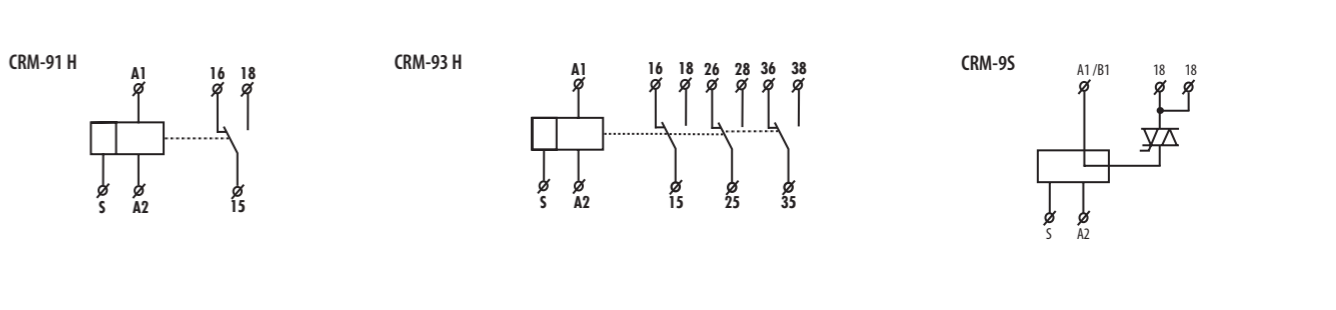 CRM-91 H
A1
16 18
S A2 15
CRM-93 H
A1
16 18 26 28 36 38
S A2 15 25 35
CRM-9S
A1 /B1 18 18
S A2